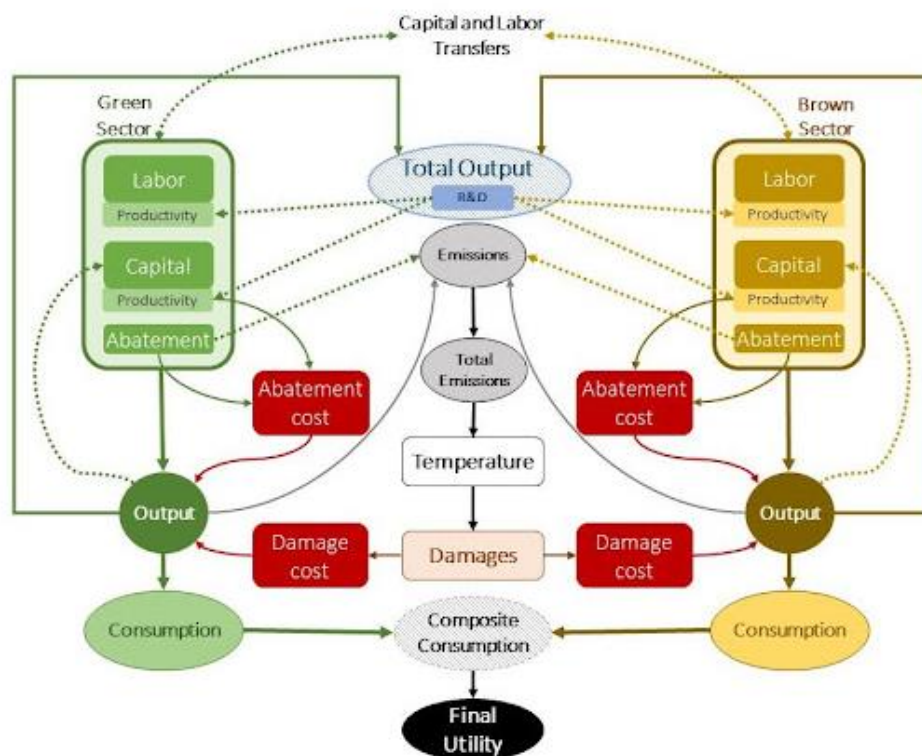 Capital and Labor
Transfers
Green
Sector
Brown
Sector
Total Output
R&D
Labor
Productivity
Capital
Productivity
Abatement
Labor
Productivity
Capital
Productivity
Abatement
Emissions
Total
Emissions
Abatement
cost
Abatement
cost
Temperature
Output
Output
Damage
cost
Damages
Damage
cost
Consumption
Composite
Consumption
Consumption
Final
Utility